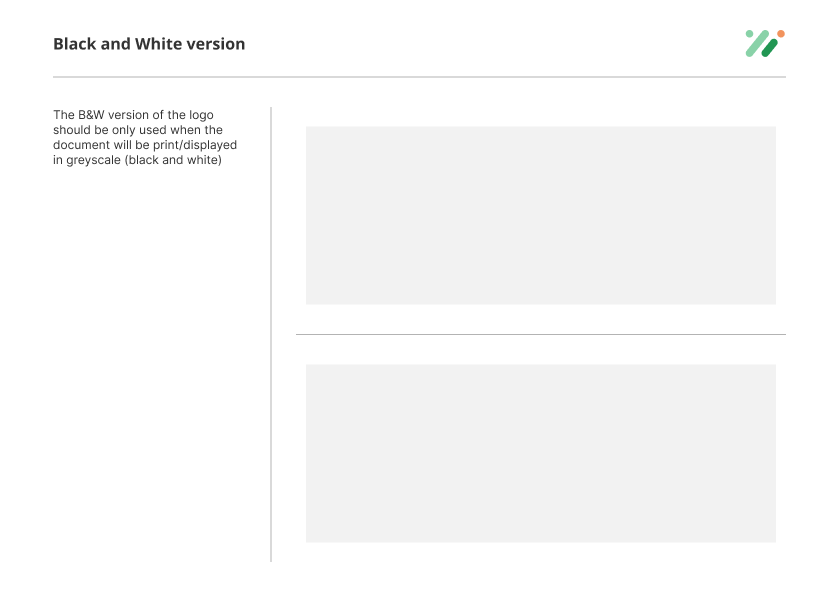 Black and White version
The B&W version of the logo
should be only used when the
document will be print/displayed
in greyscale (black and white)